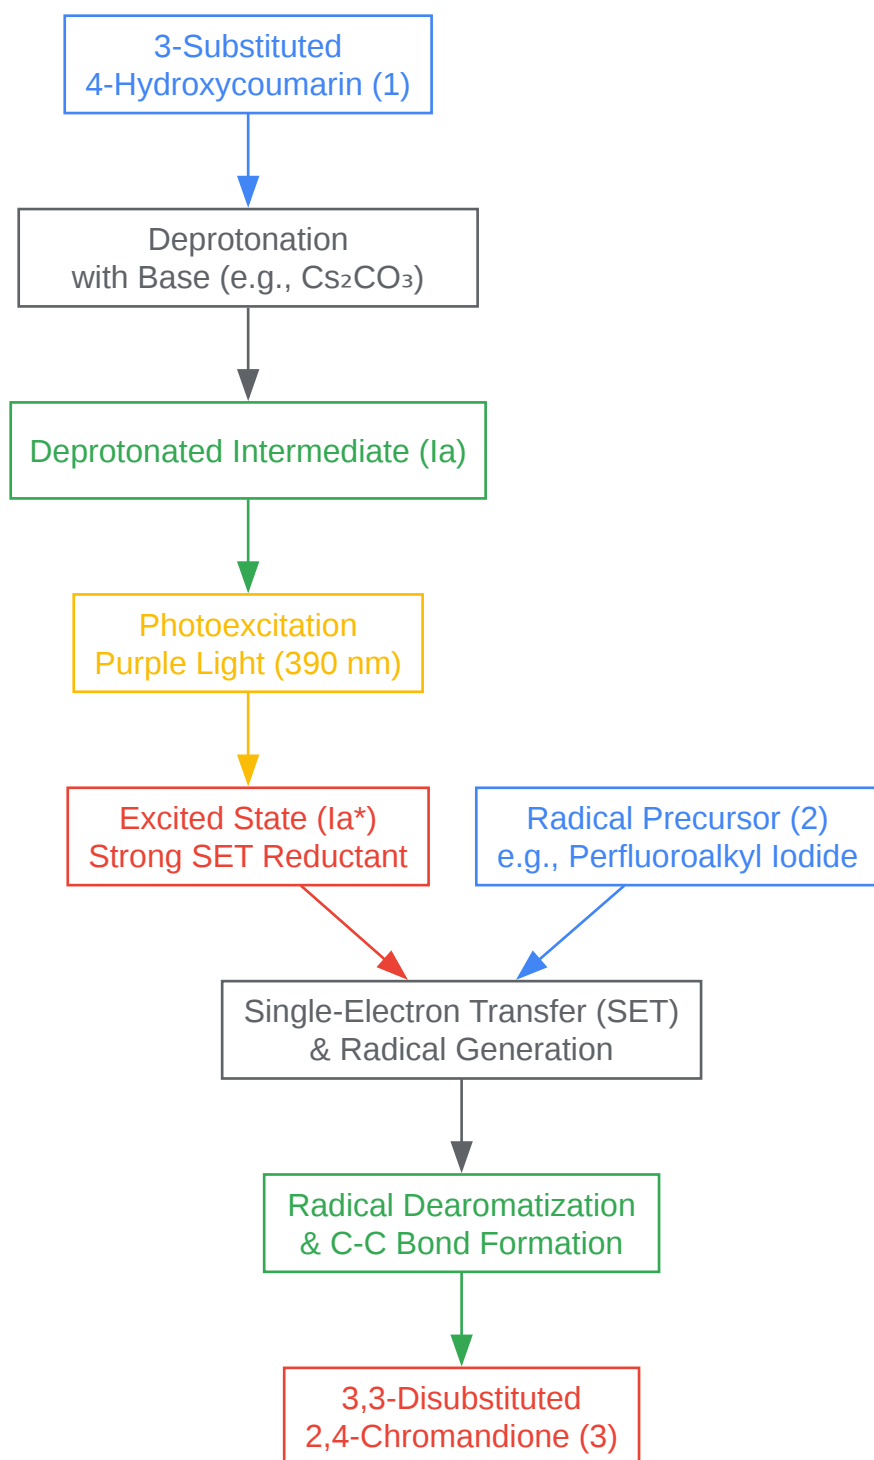 3-Substituted
4-Hydroxycoumarin (1)
Deprotonation
with Base (e.g., Cs₂CO₃)
Deprotonated Intermediate (Ia)
Photoexcitation
Purple Light (390 nm)
Excited State (Ia*)
Strong SET Reductant
Radical Precursor (2)
e.g., Perfluoroalkyl Iodide
Single-Electron Transfer (SET)
& Radical Generation
Radical Dearomatization
& C-C Bond Formation
3,3-Disubstituted
2,4-Chromandione (3)